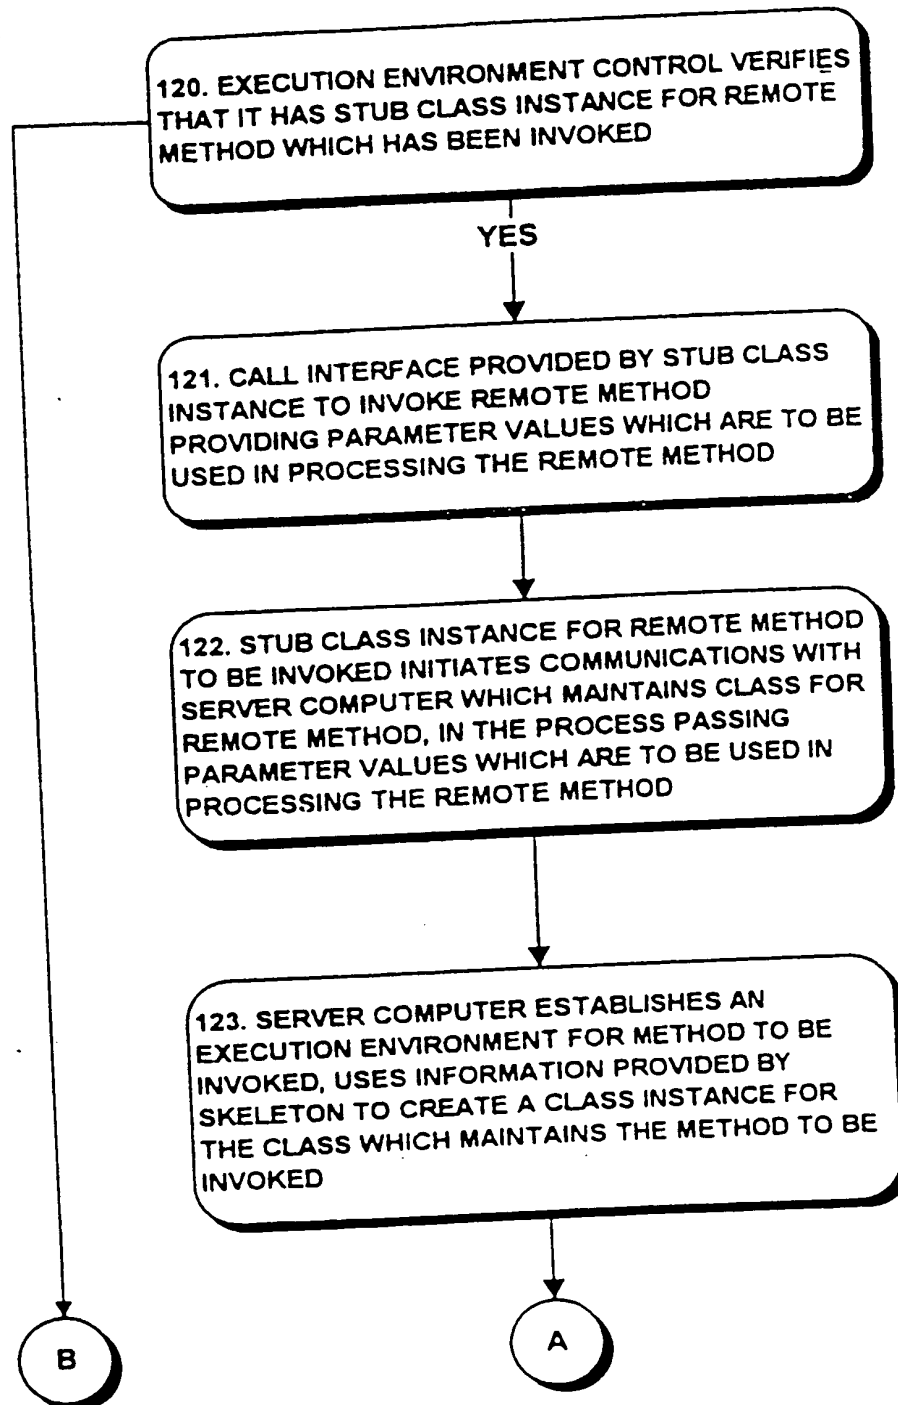 120. EXECUTION ENVIRONMENT CONTROL VERIFIES
THAT IT HAS STUB CLASS INSTANCE FOR REMOTE
METHOD WHICH HAS BEEN INVOKED
YES
121. CALL INTERFACE PROVIDED BY STUB CLASS
INSTANCE TO INVOKE REMOTE METHOD
PROVIDING PARAMETER VALUES WHICH ARE TO BE
USED IN PROCESSING THE REMOTE METHOD
122. STUB CLASS INSTANCE FOR REMOTE METHOD
TO BE INVOKED INITIATES COMMUNICATIONS WITH
SERVER COMPUTER WHICH MAINTAINS CLASS FOR
REMOTE METHOD, IN THE PROCESS PASSING
PARAMETER VALUES WHICH ARE TO BE USED IN
PROCESSING THE REMOTE METHOD
123. SERVER COMPUTER ESTABLISHES AN
EXECUTION ENVIRONMENT FOR METHOD TO BE
INVOKED, USES INFORMATION PROVIDED BY
SKELETON TO CREATE A CLASS INSTANCE FOR
THE CLASS WHICH MAINTAINS THE METHOD TO BE
INVOKED
B
A